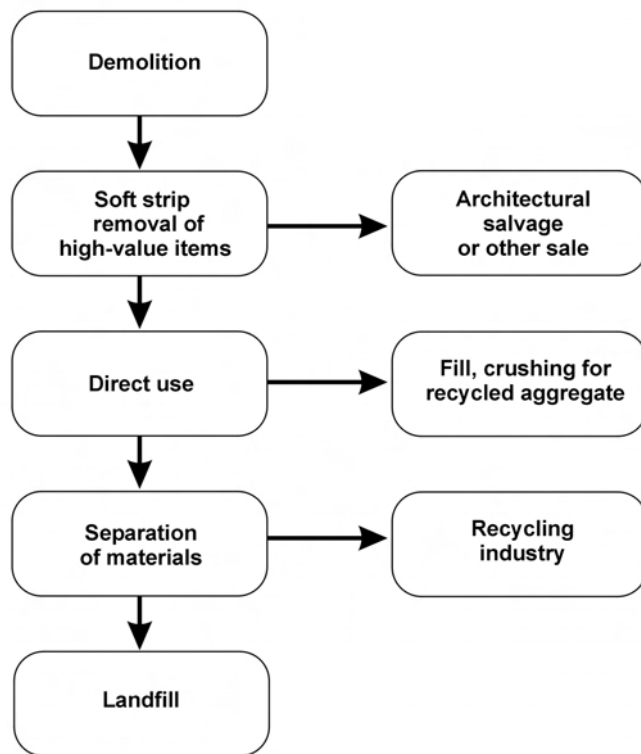 Demolition
Soft strip
removal of
high-value items
Architectural
salvage
or other sale
Direct use
Fill, crushing for
recycled aggregate
Separation
of materials
Recycling
industry
Landfill